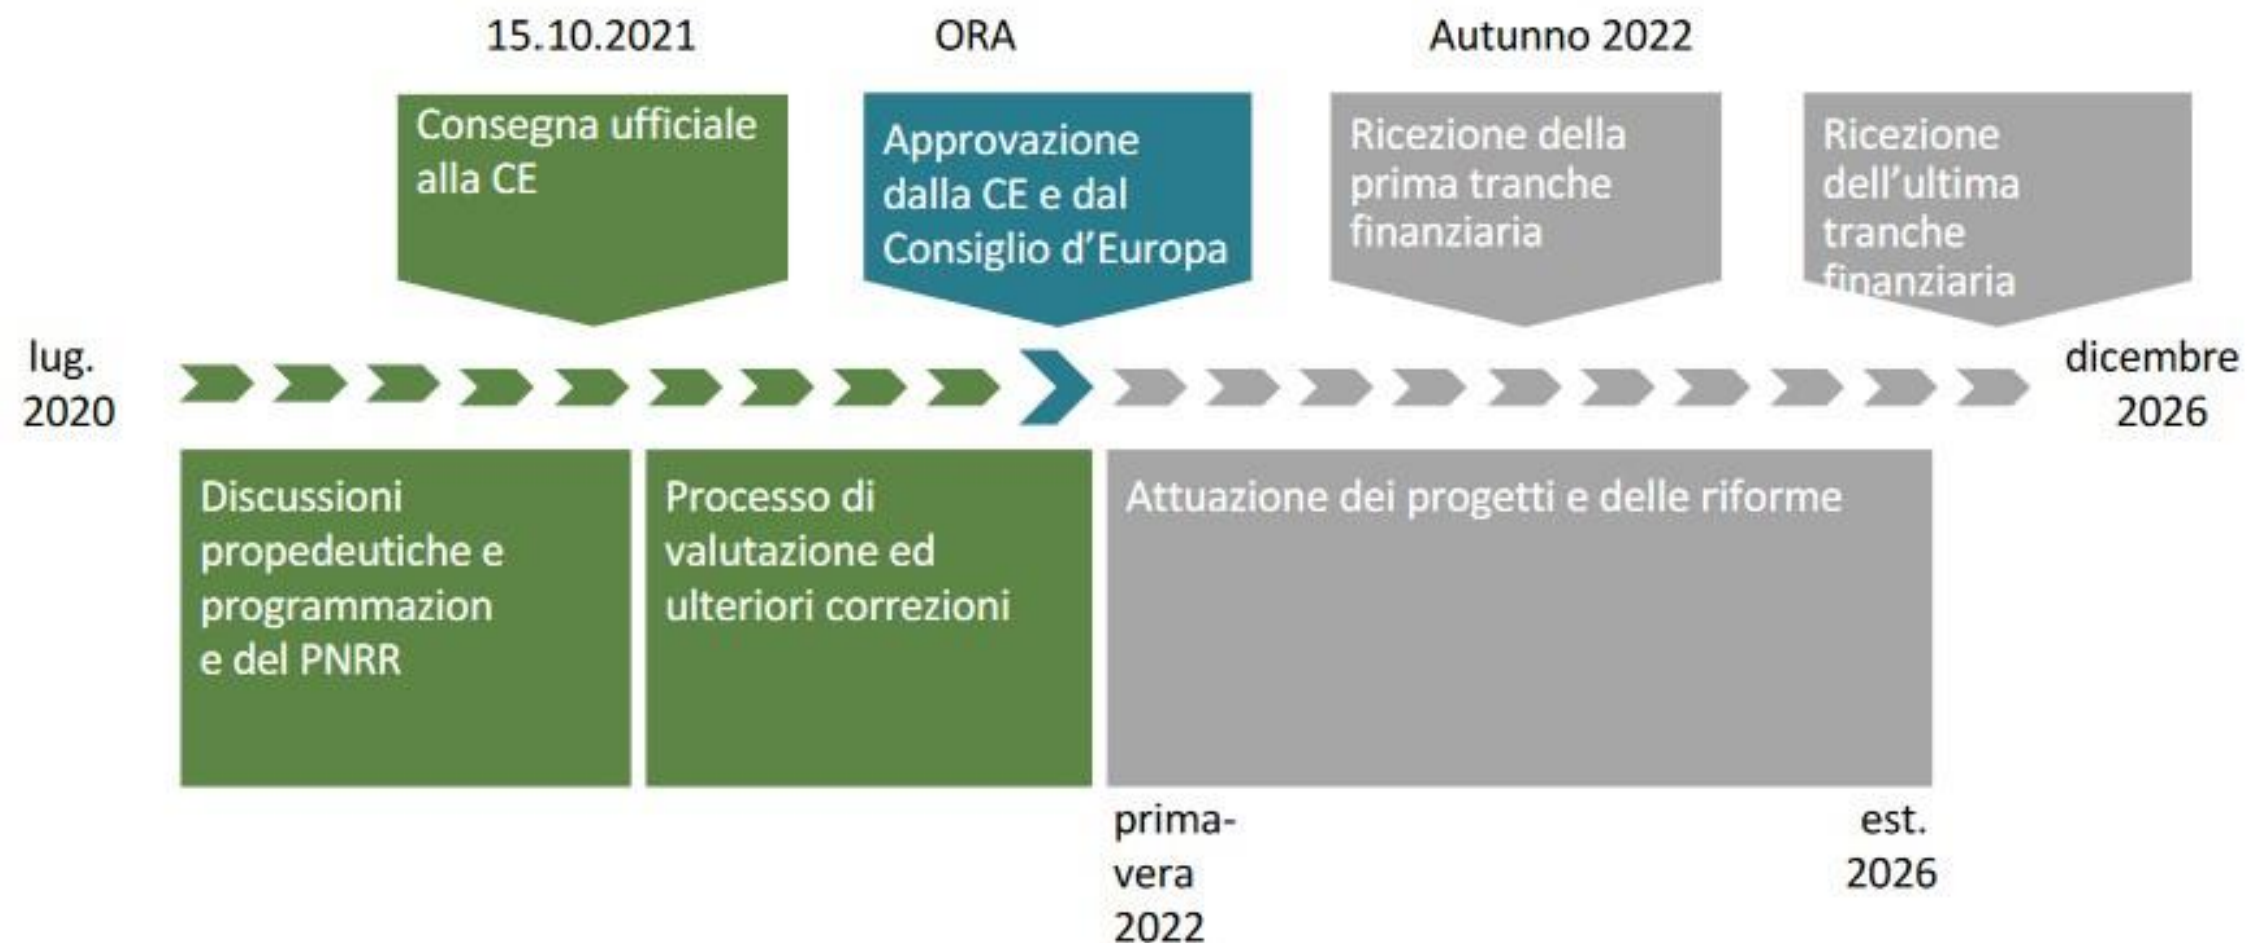 15.10.2021
ORA
Autunno 2022
Consegna ufficiale
alla CE
Approvazione
dalla CE e dal
Consiglio d'Europa
Ricezione della
prima tranche
finanziaria
Ricezione
dell'ultima
tranche
finanziaria
lug.
2020
dicembre
2026
Discussioni
propedeutiche e
programmazion
e del PNRR
Processo di
valutazione ed
ulteriori correzioni
Attuazione dei progetti e delle riforme
prima-
vera
2022
est.
2026